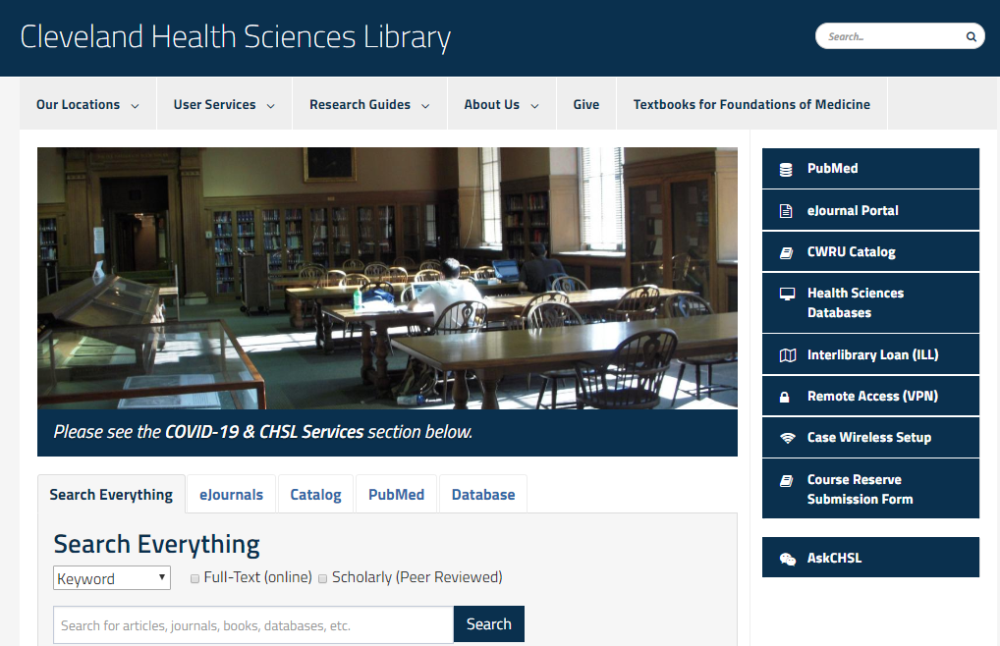 Cleveland Health Sciences Library
Search...
Our Locations
User Services
Research Guides
About Us
Give
Textbooks for Foundations of Medicine
Please see the COVID-19 & CHSL Services section below.
Search Everything
eJournals
Catalog
PubMed
Database
Search Everything
Keyword
Full-Text (online)
Scholarly (Peer Reviewed)
Search for articles, journals, books, databases, etc.
Search
PubMed
eJournal Portal
CWRU Catalog
Health Sciences
Databases
Interlibrary Loan (ILL)
Remote Access (VPN)
Case Wireless Setup
Course Reserve
Submission Form
AskCHSL